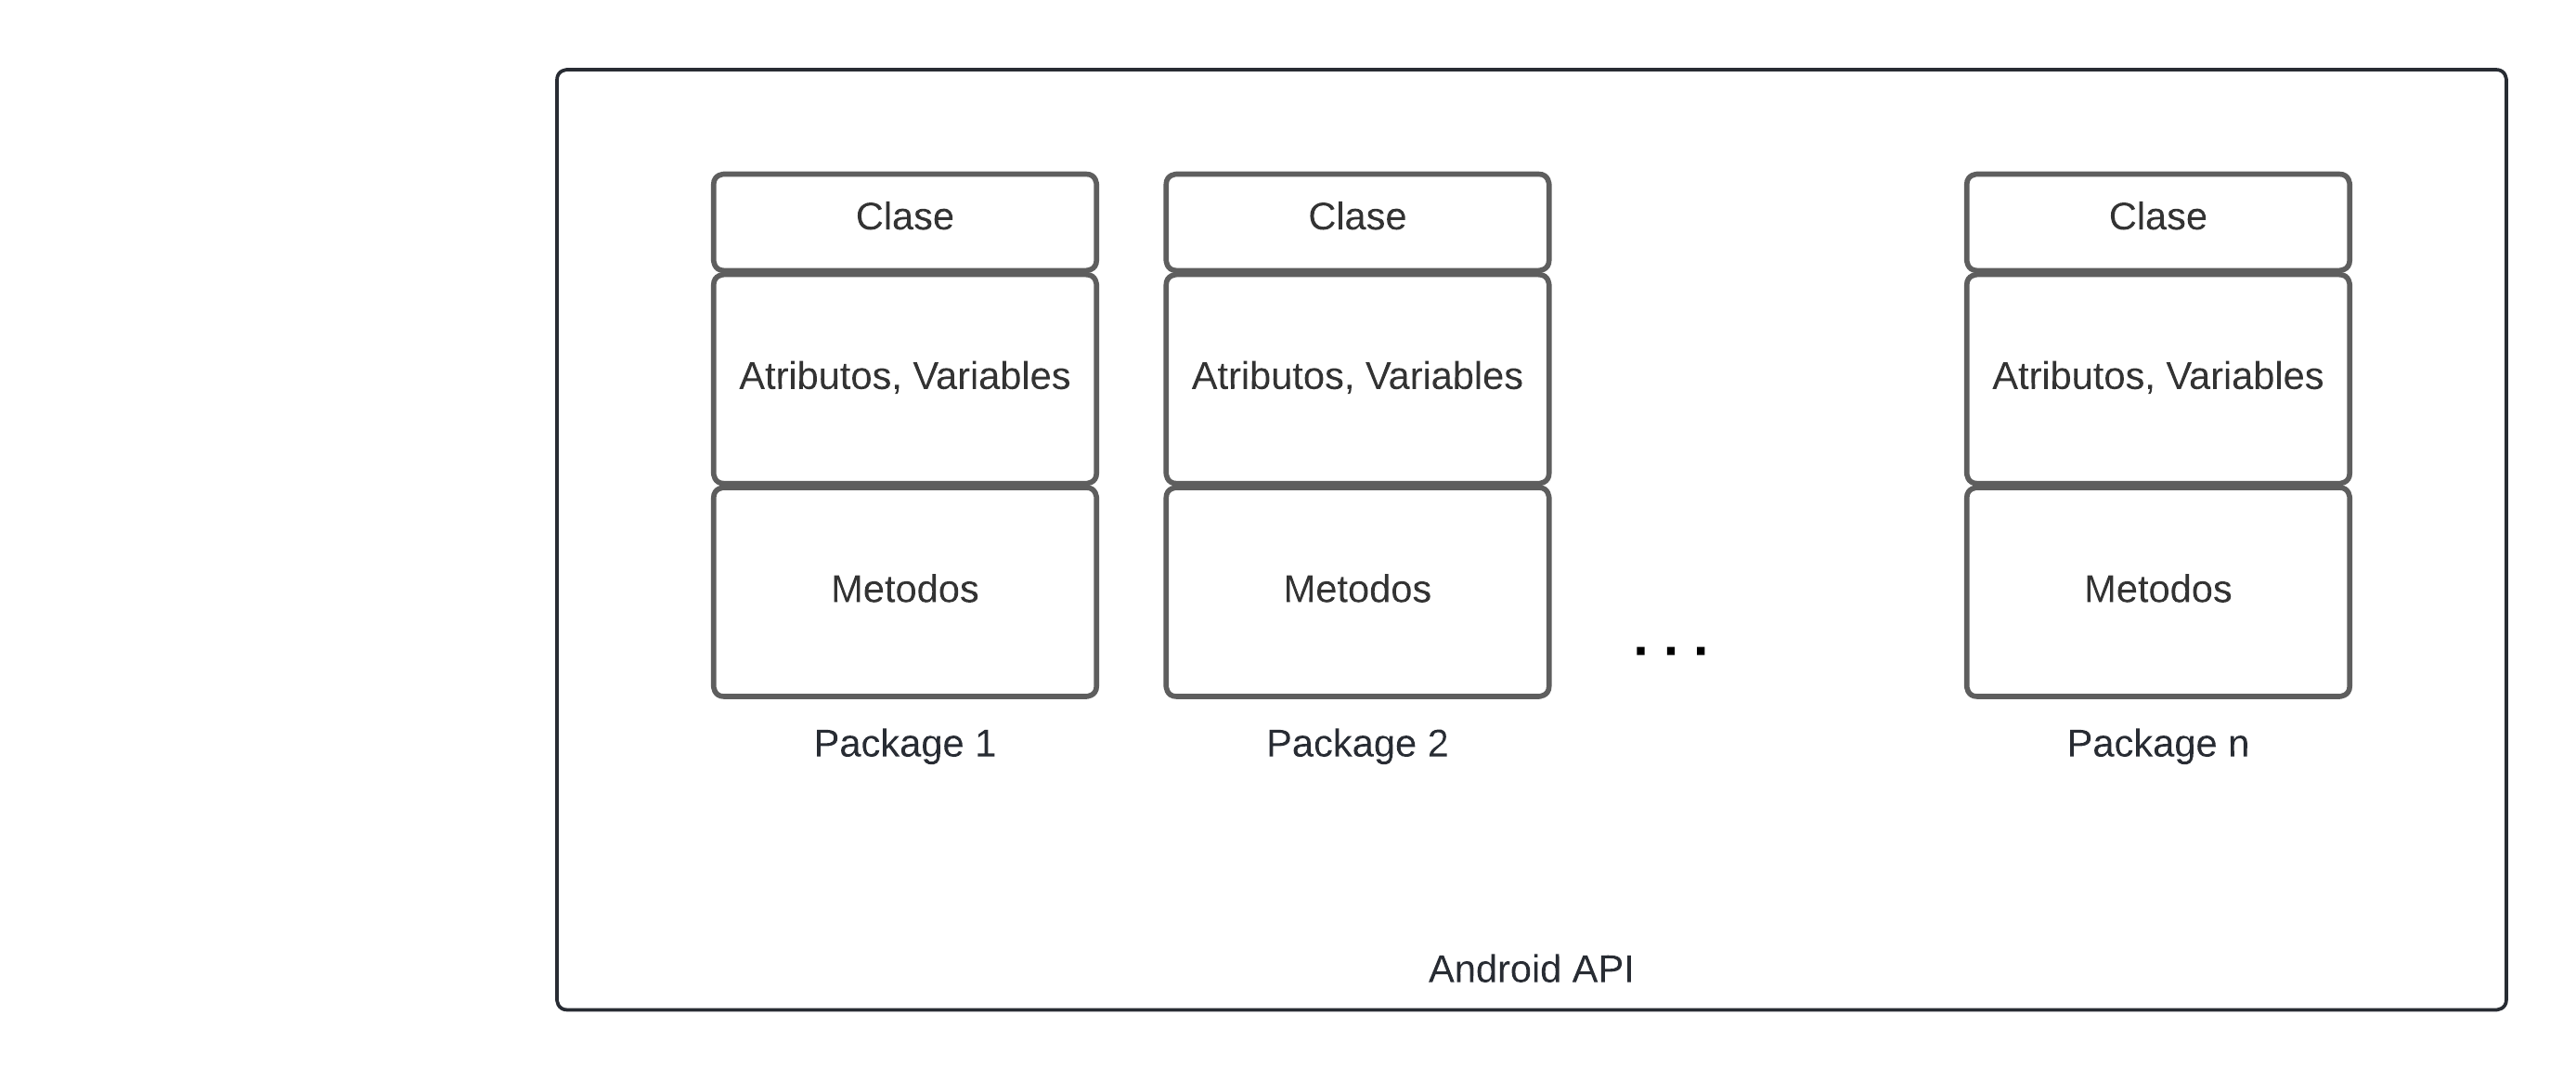 Clase
Atributos, Variables
Metodos
Package 1
Clase
Atributos, Variables
Metodos
Package 2
. . .
Clase
Atributos, Variables
Metodos
Package n
Android API